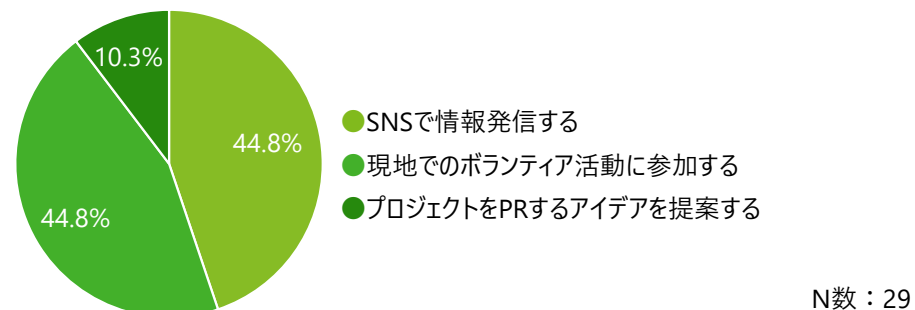 10.3%
44.8%
44.8%
SNSで情報発信する
現地でのボランティア活動に参加する
プロジェクトをPRするアイデアを提案する
N数：29